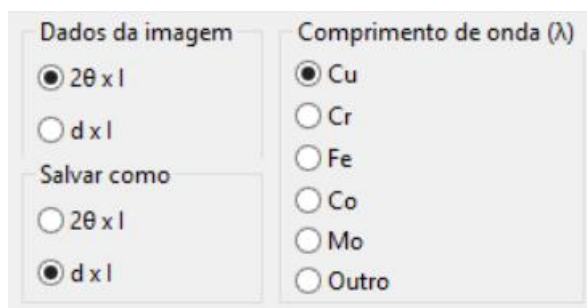 Dados da imagem
2θ x I
d x I
Salvar como
2θ x I
d x I
Comprimento de onda (λ)
Cu
Cr
Fe
Co
Mo
Outro